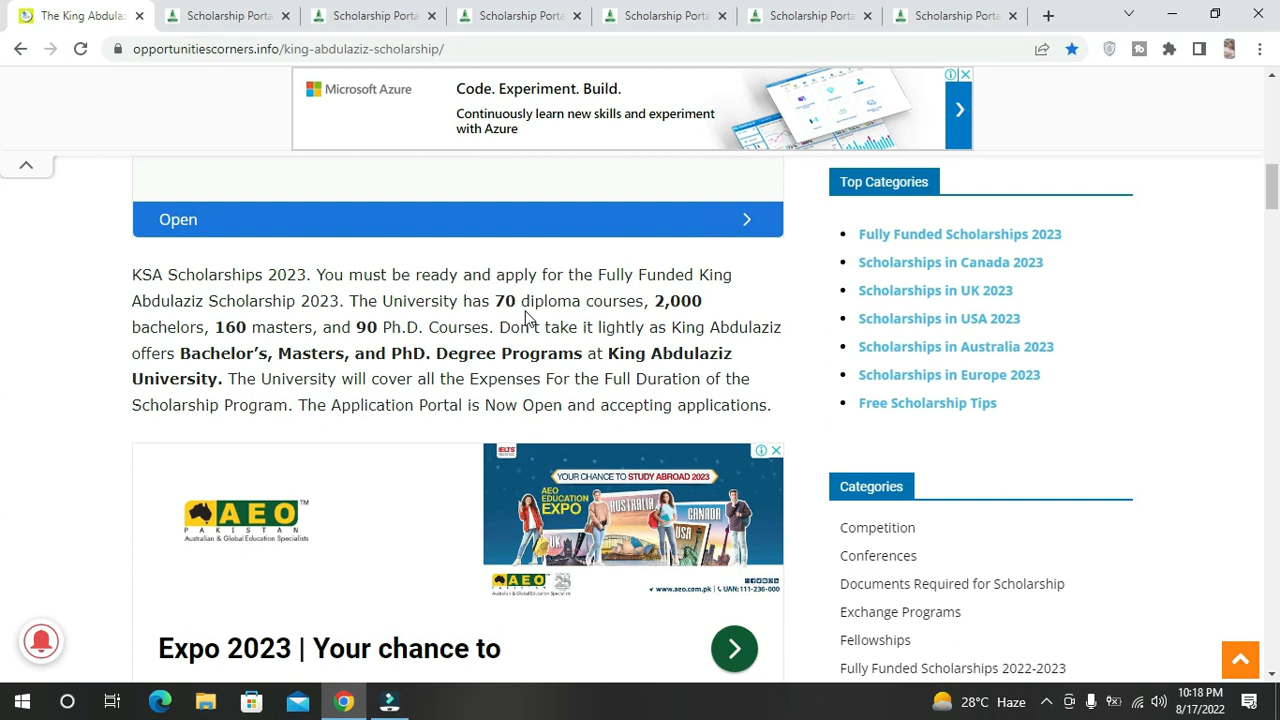 The King Abdula
Scholarship Porta
Scholarship Porta
Scholarship Porta
Scholarship Porta
Scholarship Porta
Scholarship Porta
opportunitiescorners.info/king-abdulaziz-scholarship/
Microsoft Azure
Code. Experiment. Build.
Continuously learn new skills and experiment
with Azure
Open
KSA Scholarships 2023. You must be ready and apply for the Fully Funded King
Abdulaziz Scholarship 2023. The University has 70 diploma courses, 2,000
bachelors, 160 masters, and 90 Ph.D. Courses. Don't take it lightly as King Abdulaziz
offers Bachelor's, Masters, and PhD. Degree Programs at King Abdulaziz
University. The University will cover all the Expenses For the Full Duration of the
Scholarship Program. The Application Portal is Now Open and accepting applications.
AEO
PAKISTAN
Australian & Global Education Specialists
IELTS
YOUR CHANCE TO STUDY ABROAD 2023
AEO
EDUCATION
EXPO
AUSTRALIA
CANADA
UK
USA
AEO
www.aeo.com.pk | UAN: 111-236-000
Expo 2023 | Your chance to
Top Categories
Fully Funded Scholarships 2023
Scholarships in Canada 2023
Scholarships in UK 2023
Scholarships in USA 2023
Scholarships in Australia 2023
Scholarships in Europe 2023
Free Scholarship Tips
Categories
Competition
Conferences
Documents Required for Scholarship
Exchange Programs
Fellowships
Fully Funded Scholarships 2022-2023
28°C Haze
10:18 PM
8/17/2022